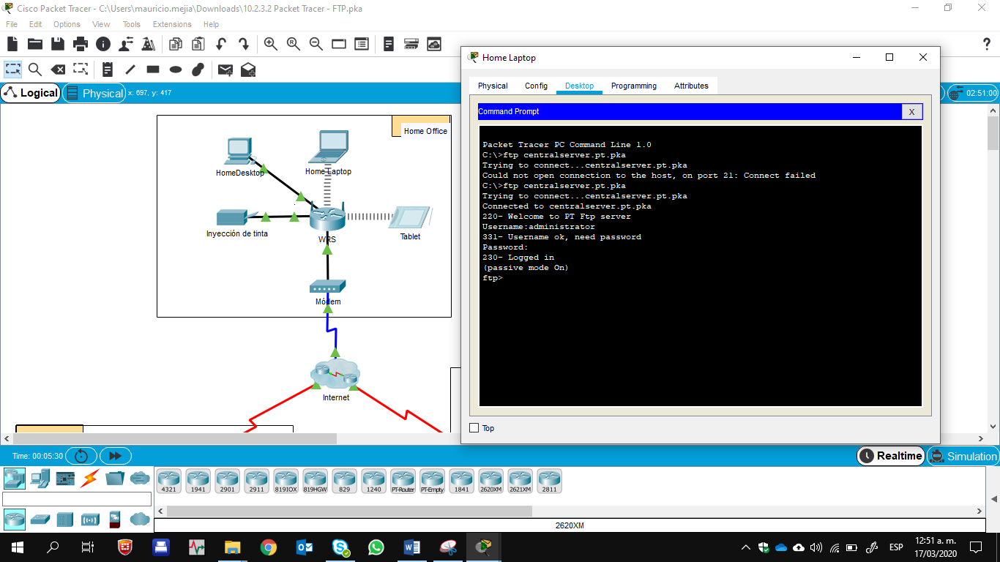 Cisco Packet Tracer - C:\Users\mauricio.mejia\Downloads\10.2.3.2 Packet Tracer - FTP.pka
File Edit Options View Tools Extensions Help
Logical Physical x: 697, y: 417
02:51:00
Home Office
HomeDesktop
Home Laptop
Inyección de tinta
WRS
Tablet
Módem
Internet
Home Laptop
Physical Config Desktop Programming Attributes
Command Prompt
X
Packet Tracer PC Command Line 1.0
C:\>ftp centralserver.pt.pka
Trying to connect...centralserver.pt.pka
Could not open connection to the host, on port 21: Connect failed
C:\>ftp centralserver.pt.pka
Trying to connect...centralserver.pt.pka
Connected to centralserver.pt.pka
220- Welcome to PT Ftp server
Username:administrator
331- Username ok, need password
Password:
230- Logged in
(passive mode On)
ftp>
Top
Time: 00:05:30
Realtime Simulation
4321 1941 2901 2911 819IOX 819HGW 829 1240 PT-Router PT-Empty 1841 2620XM 2621XM 2811
2620XM
ESP
12:51 a. m.
17/03/2020